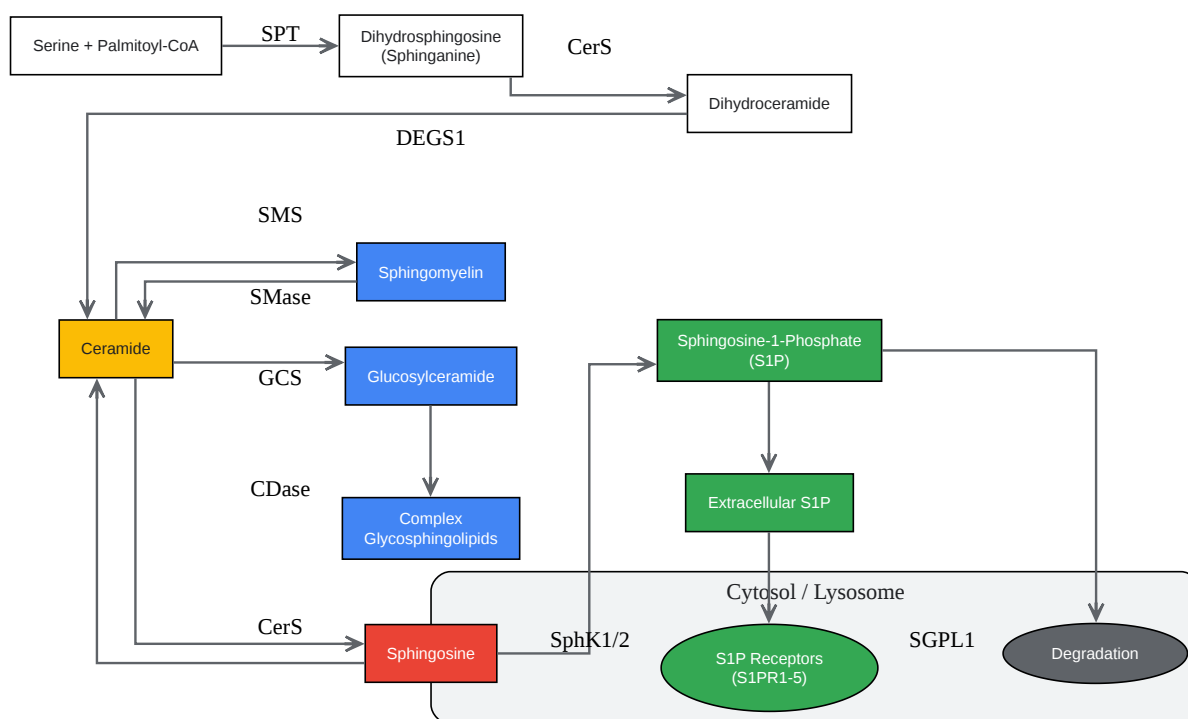 Serine + Palmitoyl-CoA
SPT
Dihydrosphingosine
(Sphinganine)
CerS
Dihydroceramide
DEGS1
SMS
Sphingomyelin
SMase
Ceramide
Sphingosine-1-Phosphate
(S1P)
GCS
Glucosylceramide
CDase
Extracellular S1P
Complex
Glycosphingolipids
Cytosol / Lysosome
CerS
Sphingosine
SphK1/2
S1P Receptors
(S1PR1-5)
SGPL1
Degradation